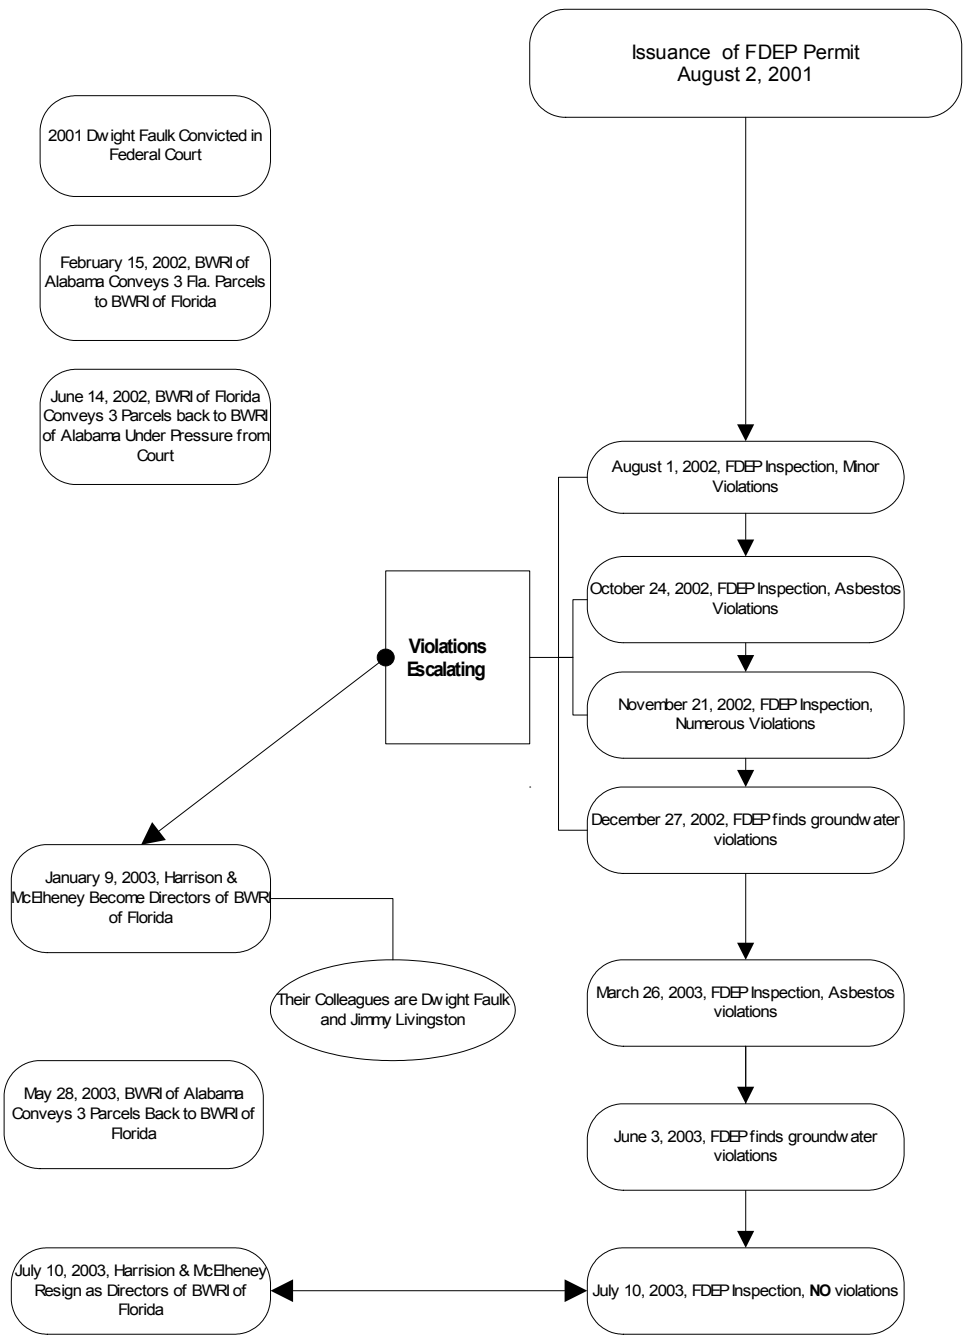 Issuance of FDEP Permit
August 2, 2001
2001 Dwight Faulk Convicted in
Federal Court
February 15, 2002, BWRI of
Alabama Conveys 3 Fla. Parcels
to BWRI of Florida
June 14, 2002, BWRI of Florida
Conveys 3 Parcels back to BWRI
of Alabama Under Pressure from
Court
August 1, 2002, FDEP Inspection, Minor
Violations
October 24, 2002, FDEP Inspection, Asbestos
Violations
Violations
Escalating
November 21, 2002, FDEP Inspection,
Numerous Violations
December 27, 2002, FDEP finds groundwater
violations
January 9, 2003, Harrison &
McElheney Become Directors of BWRI
of Florida
Their Colleagues are Dwight Faulk
and Jimmy Livingston
March 26, 2003, FDEP Inspection, Asbestos
violations
May 28, 2003, BWRI of Alabama
Conveys 3 Parcels Back to BWRI of
Florida
June 3, 2003, FDEP finds groundwater
violations
July 10, 2003, Harrision & McElheney
Resign as Directors of BWRI of
Florida
July 10, 2003, FDEP Inspection, NO violations